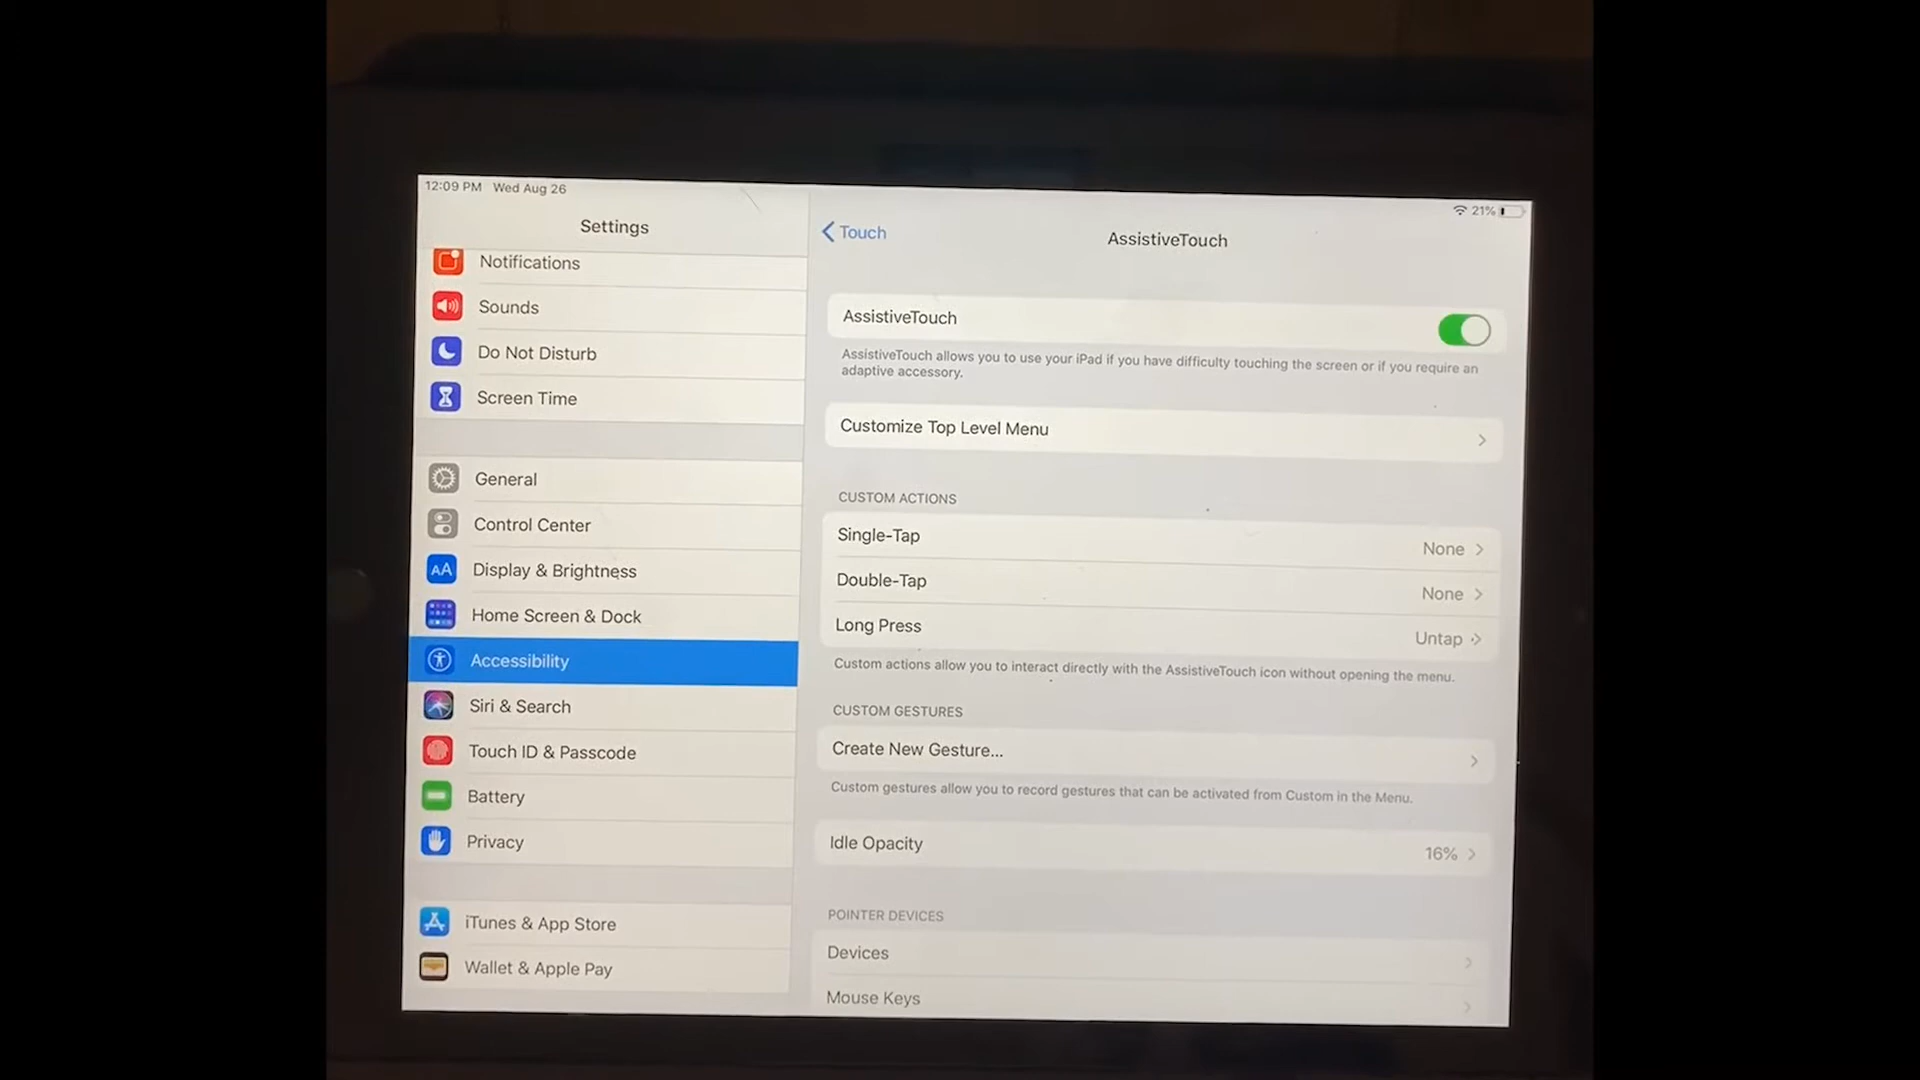 12:09 PM Wed Aug 26
21%
Settings
Notifications
Sounds
Do Not Disturb
Screen Time
General
Control Center
AA Display & Brightness
Home Screen & Dock
Accessibility
Siri & Search
Touch ID & Passcode
Battery
Privacy
iTunes & App Store
Wallet & Apple Pay
Touch
AssistiveTouch
AssistiveTouch
AssistiveTouch allows you to use your iPad if you have difficulty touching the screen or if you require an
adaptive accessory.
Customize Top Level Menu
CUSTOM ACTIONS
Single-Tap None
Double-Tap None
Long Press Untap
Custom actions allow you to interact directly with the AssistiveTouch icon without opening the menu.
CUSTOM GESTURES
Create New Gesture...
Custom gestures allow you to record gestures that can be activated from Custom in the Menu.
Idle Opacity 16%
POINTER DEVICES
Devices
Mouse Keys